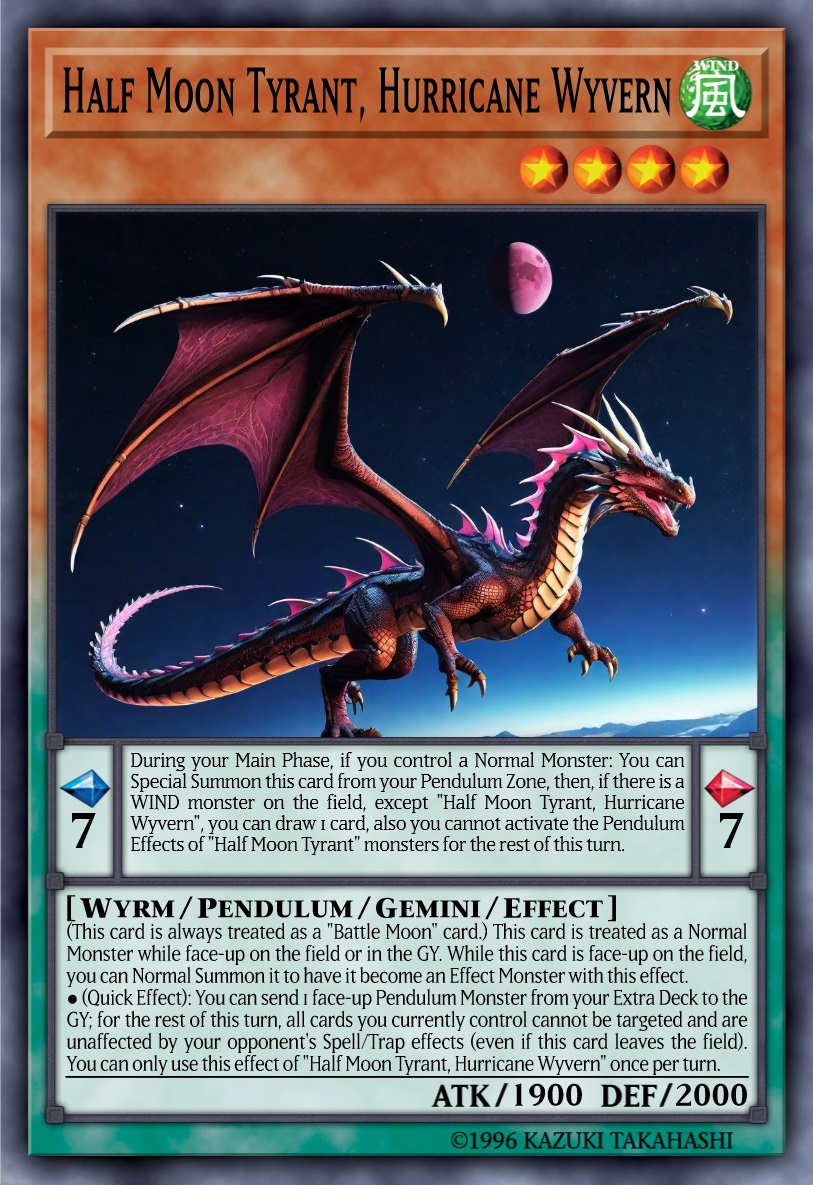 Half Moon Tyrant, Hurricane Wyvern
WIND
風
During your Main Phase, if you control a Normal Monster: You can
Special Summon this card from your Pendulum Zone, then, if there is a
WIND monster on the field, except "Half Moon Tyrant, Hurricane
Wyvern", you can draw 1 card, also you cannot activate the Pendulum
Effects of "Half Moon Tyrant" monsters for the rest of this turn.
7
7
[ Wyrm / Pendulum / Gemini / Effect ]
(This card is always treated as a "Battle Moon" card.) This card is treated as a Normal
Monster while face-up on the field or in the GY. While this card is face-up on the field,
you can Normal Summon it to have it become an Effect Monster with this effect.
● (Quick Effect): You can send 1 face-up Pendulum Monster from your Extra Deck to the
GY; for the rest of this turn, all cards you currently control cannot be targeted and are
unaffected by your opponent's Spell/Trap effects (even if this card leaves the field).
You can only use this effect of "Half Moon Tyrant, Hurricane Wyvern" once per turn.
ATK/1900 DEF/2000
©1996 KAZUKI TAKAHASHI